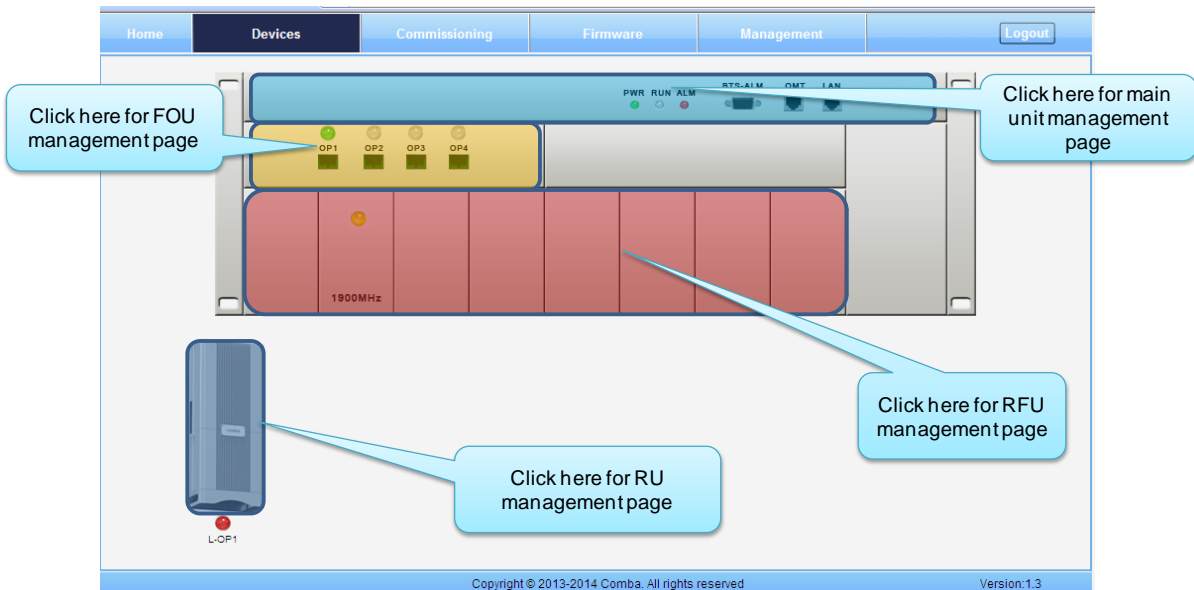 Home Devices Commissioning Firmware Management Logout
Click here for FOU
management page
Click here for main
unit management
page
PWR RUN ALM BTS-ALM OMT LAN
OP1 OP2 OP3 OP4
1900MHz
Click here for RFU
management page
Click here for RU
management page
L-OP1
Copyright © 2013-2014 Comba. All rights reserved Version:1.3